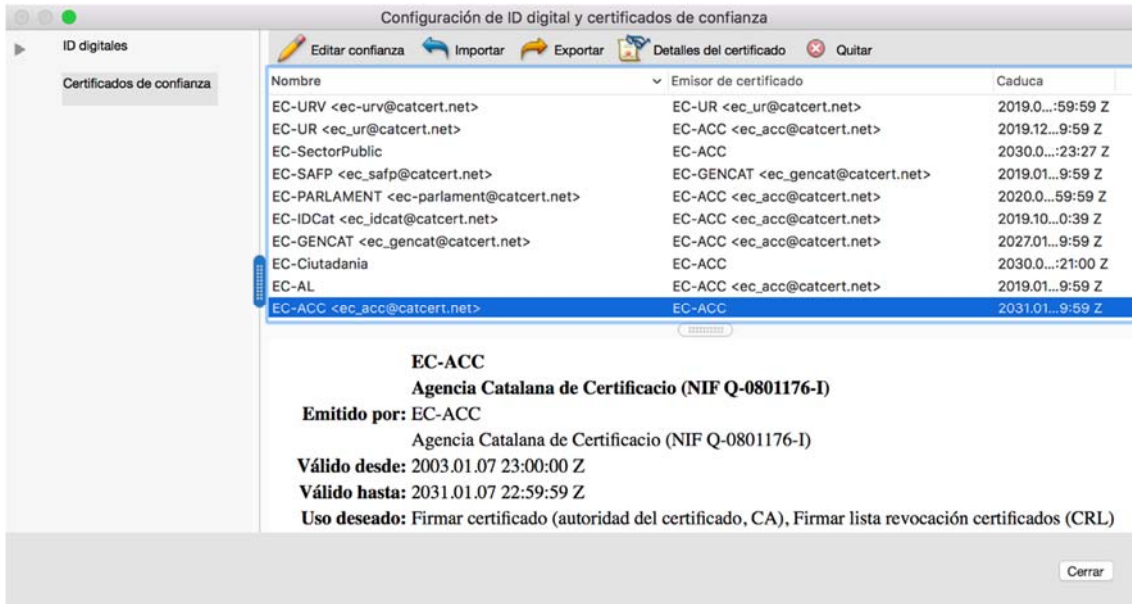 Configuración de ID digital y certificados de confianza
ID digitales
Certificados de confianza
Editar confianza Importar Exportar Detalles del certificado Quitar
Nombre Emisor de certificado Caduca
EC-URV <ec-urv@catcert.net> EC-UR <ec_ur@catcert.net> 2019.0...:59:59 Z
EC-UR <ec_ur@catcert.net> EC-ACC <ec_acc@catcert.net> 2019.12...9:59 Z
EC-SectorPublic EC-ACC 2030.0...:23:27 Z
EC-SAFP <ec_safp@catcert.net> EC-GENCAT <ec_gencat@catcert.net> 2019.01...9:59 Z
EC-PARLAMENT <ec-parlament@catcert.net> EC-ACC <ec_acc@catcert.net> 2020.0...59:59 Z
EC-IDCat <ec_idcat@catcert.net> EC-ACC <ec_acc@catcert.net> 2019.10...0:39 Z
EC-GENCAT <ec_gencat@catcert.net> EC-ACC <ec_acc@catcert.net> 2027.01...9:59 Z
EC-Ciutadania EC-ACC 2030.0...:21:00 Z
EC-AL EC-ACC <ec_acc@catcert.net> 2019.01...9:59 Z
EC-ACC <ec_acc@catcert.net> EC-ACC 2031.01...9:59 Z
EC-ACC
Agencia Catalana de Certificacio (NIF Q-0801176-I)
Emitido por: EC-ACC
Agencia Catalana de Certificacio (NIF Q-0801176-I)
Válido desde: 2003.01.07 23:00:00 Z
Válido hasta: 2031.01.07 22:59:59 Z
Uso deseado: Firmar certificado (autoridad del certificado, CA), Firmar lista revocación certificados (CRL)
Cerrar